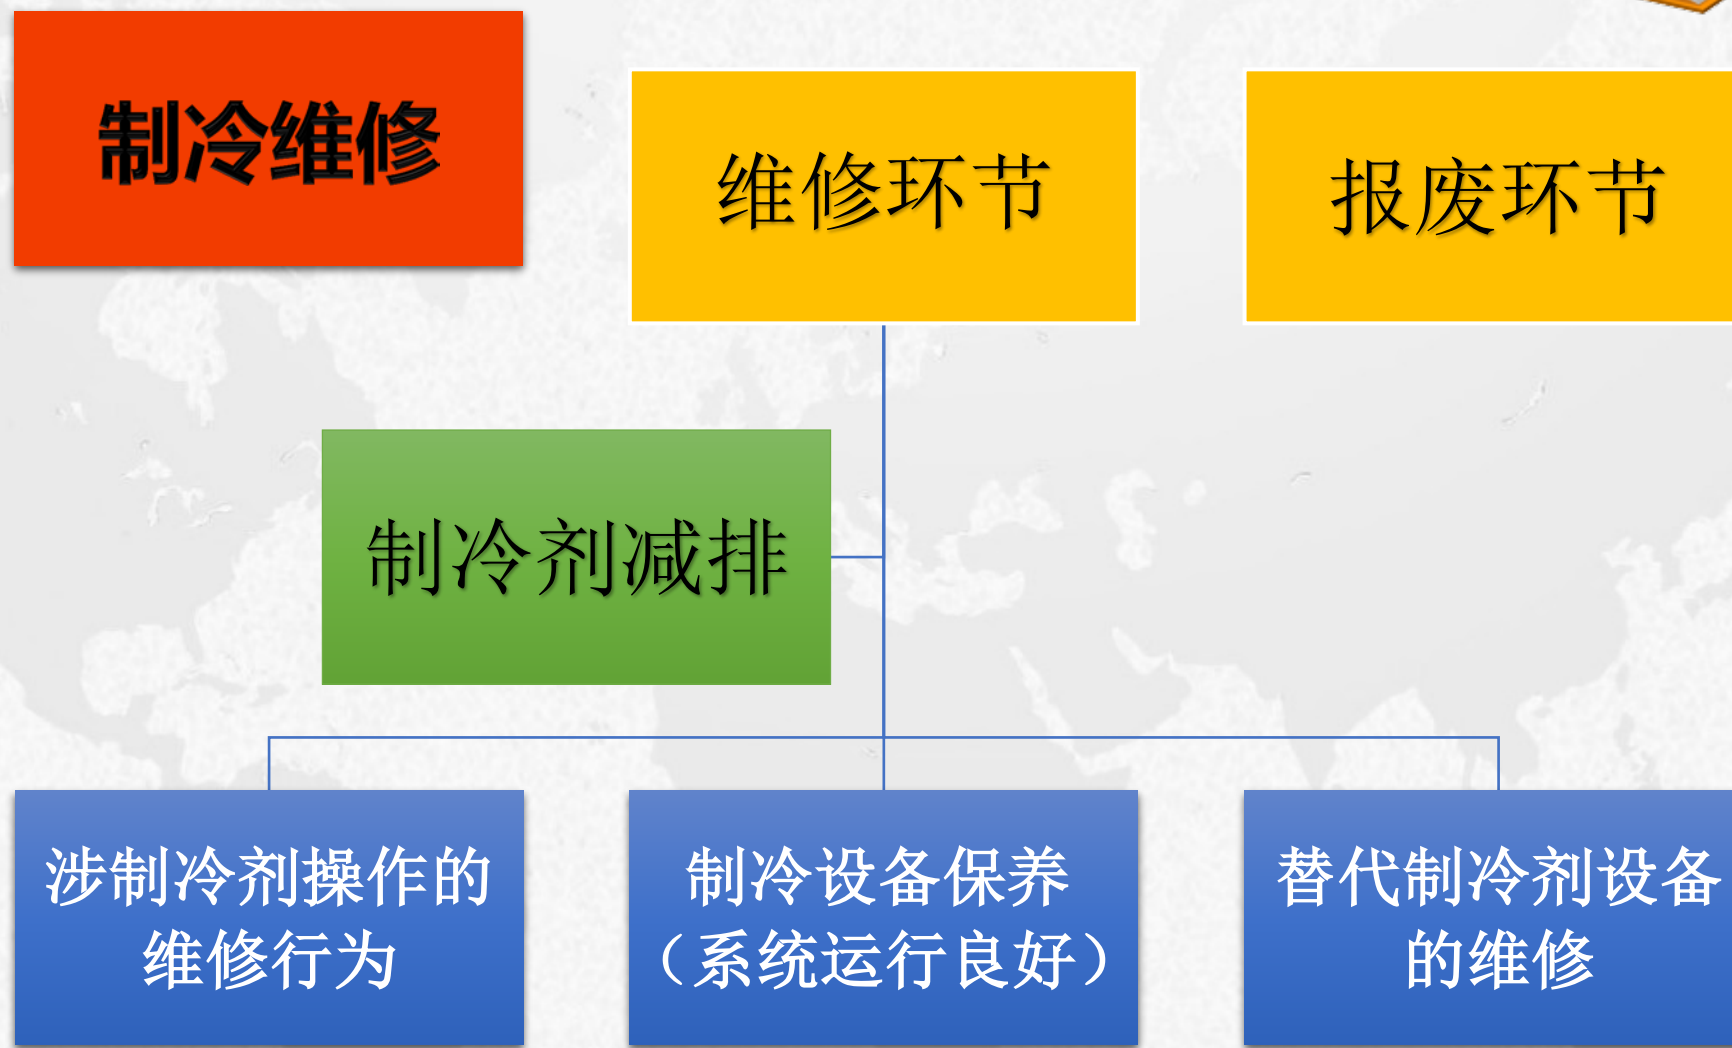 制冷维修
维修环节
报废环节
制冷剂减排
涉制冷剂操作的
维修行为
制冷设备保养
（系统运行良好）
替代制冷剂设备
的维修